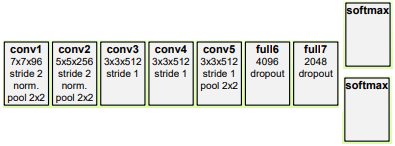 conv1
7x7x96
stride 2
norm.
pool 2x2
conv2
5x5x256
stride 2
norm.
pool 2x2
conv3
3x3x512
stride 1
conv4
3x3x512
stride 1
conv5
3x3x512
stride 1
pool 2x2
full6
4096
dropout
full7
2048
dropout
softmax
softmax